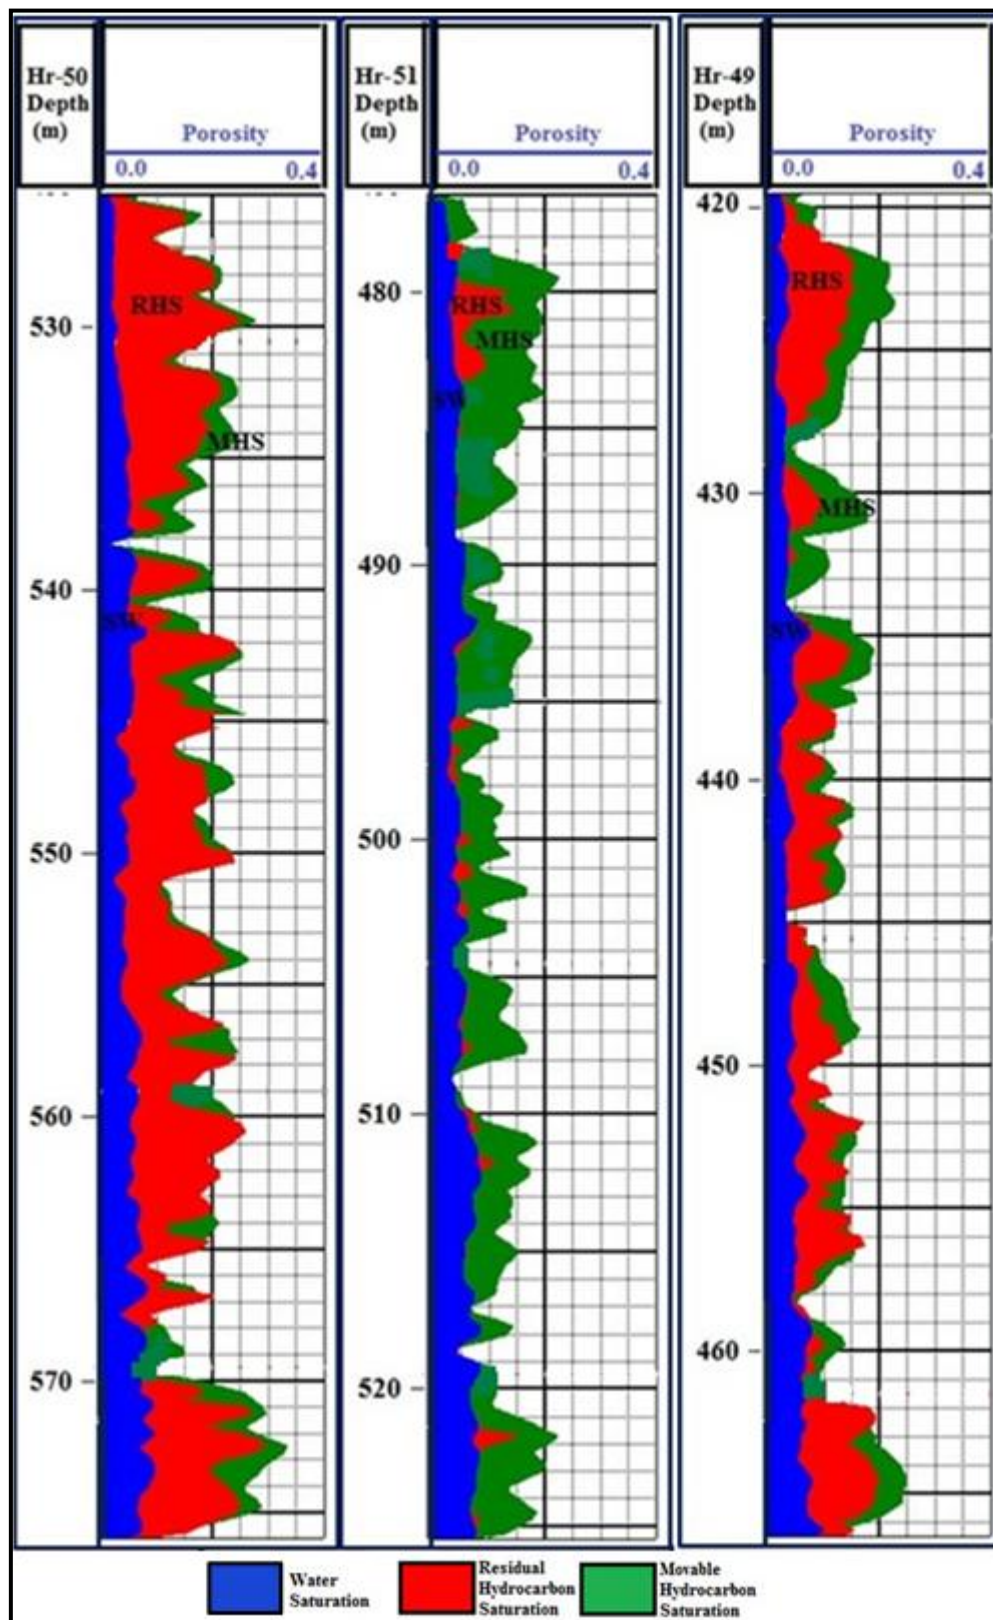 Hr-50
Depth
(m)
Porosity
0.0 0.4
Hr-51
Depth
(m)
Porosity
0.0 0.4
Hr-49
Depth
(m)
Porosity
0.0 0.4
RHS
530
MHS
540
SW
550
560
570
480
RHS
MHS
SW
490
500
510
520
420
RHS
430
MHS
SW
440
450
460
Water
Saturation
Residual
Hydrocarbon
Saturation
Movable
Hydrocarbon
Saturation